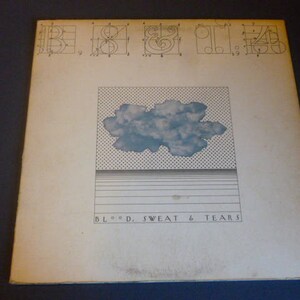 B, S & T, 4
BLOOD, SWEAT & TEARS